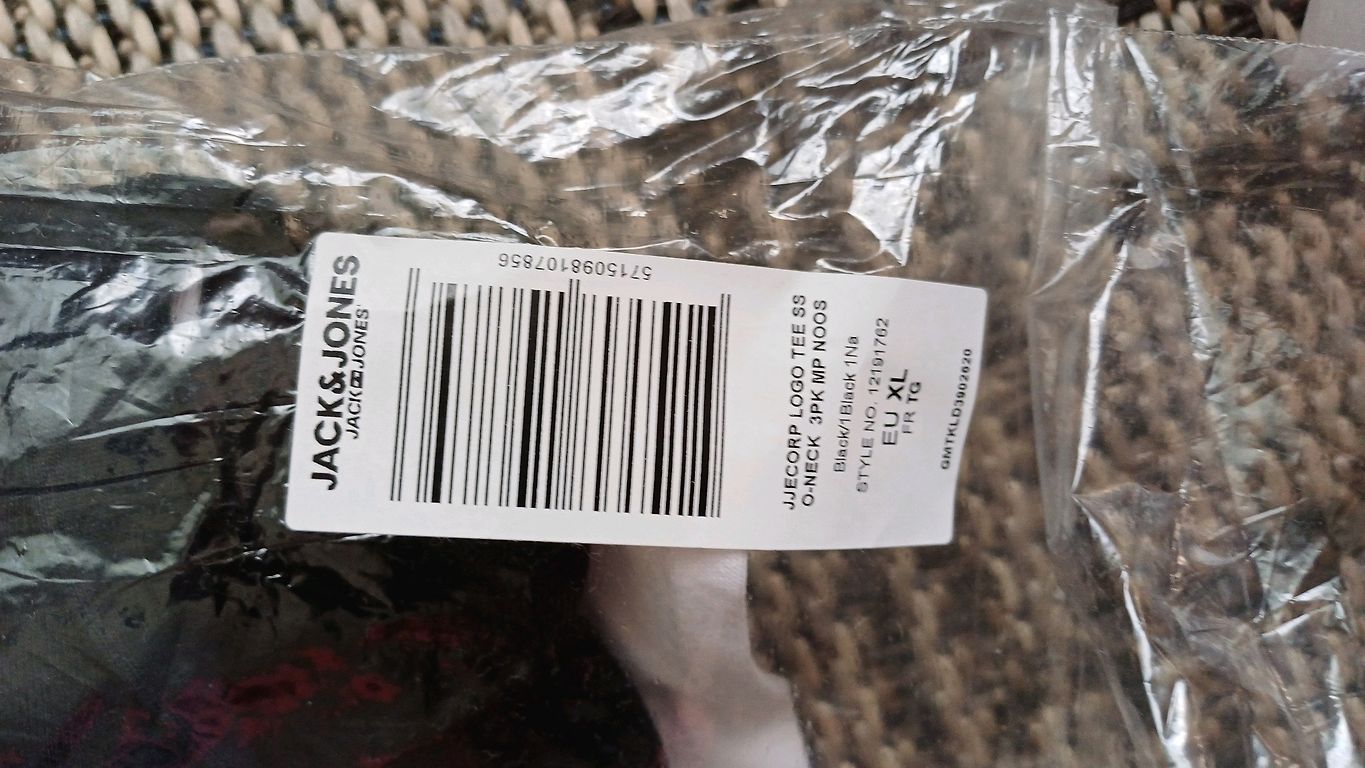 JACK&JONES
JACK JONES
5715098107856
JJECORP LOGO TEE SS
O-NECK 3PK MP NOOS
Black/1Black 1Na
STYLE NO. 12191762
EU XL
FR TG
GMTKLD3902620